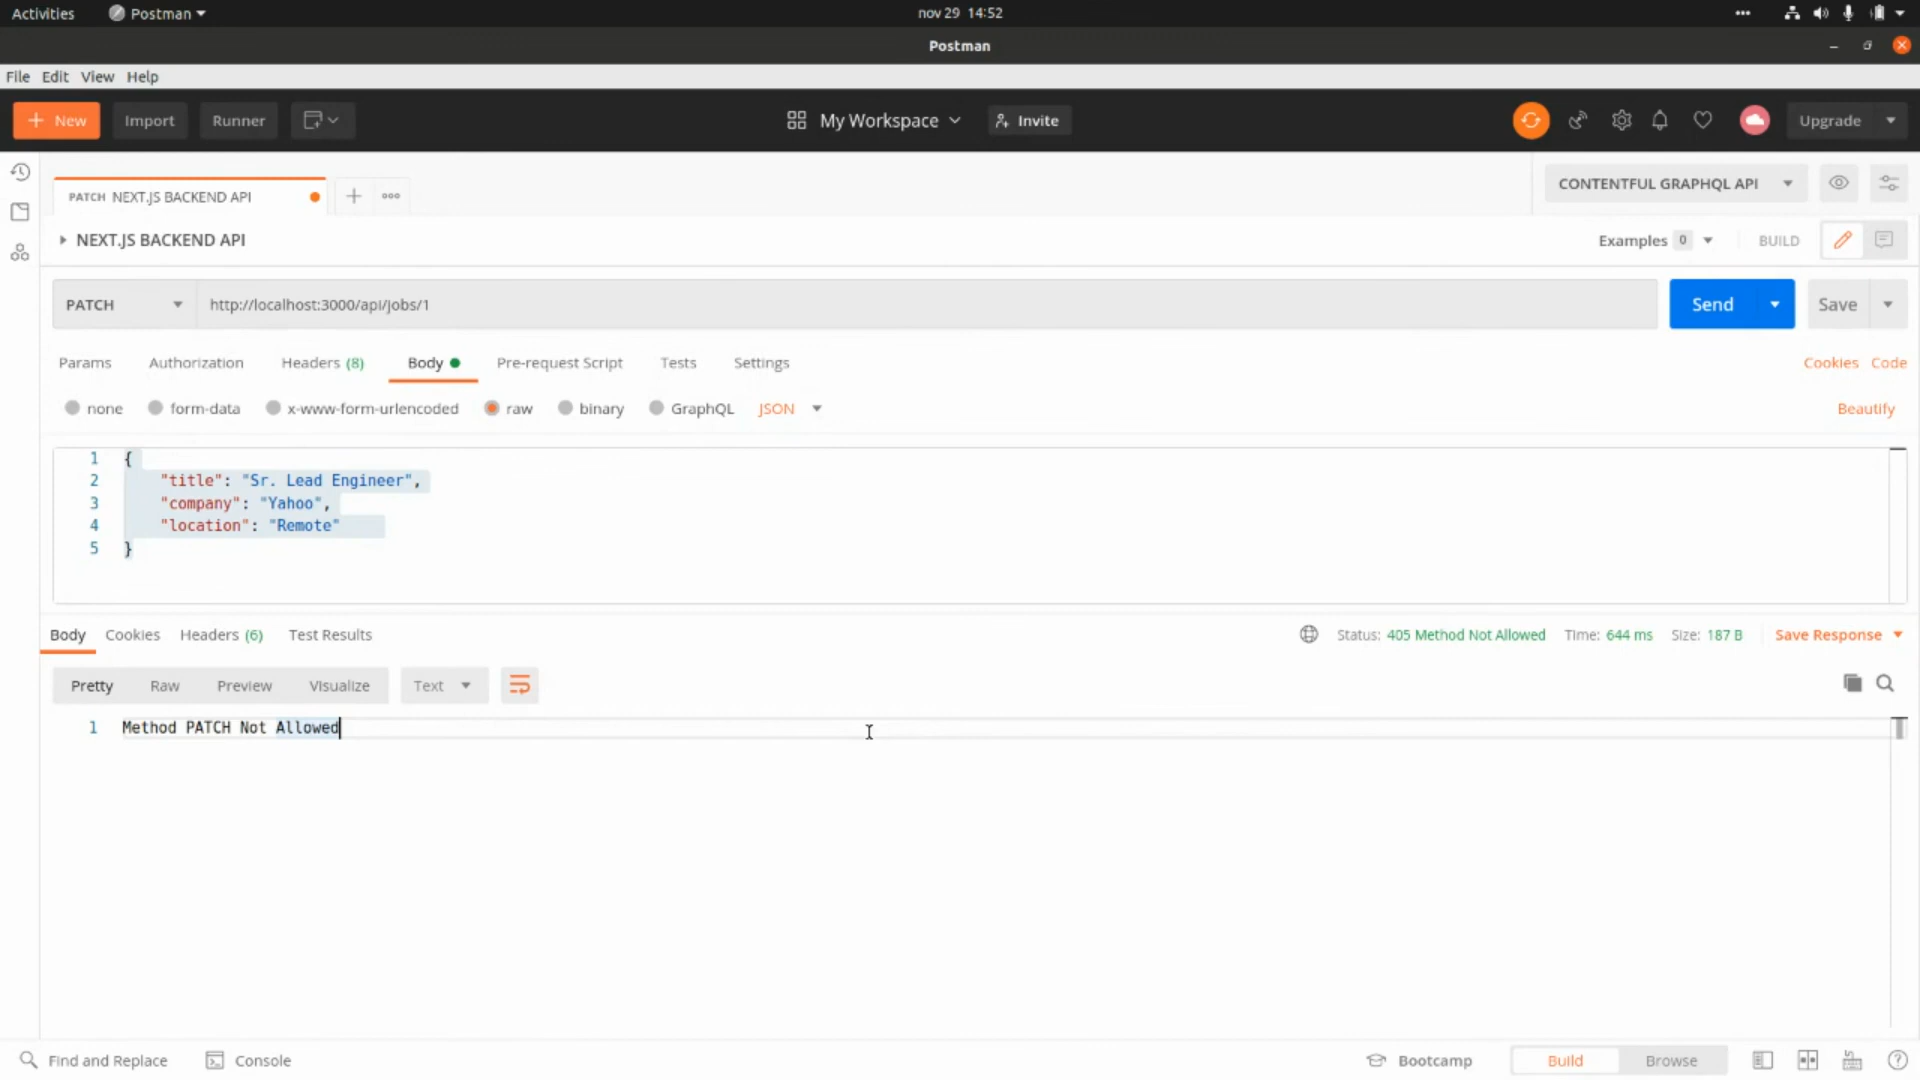 Activities Postman nov 29 14:52
Postman
File Edit View Help
+ New Import Runner My Workspace Invite Upgrade
PATCH NEXT.JS BACKEND API CONTENTFUL GRAPHQL API
NEXT.JS BACKEND API Examples 0 BUILD
PATCH http://localhost:3000/api/jobs/1 Send Save
Params Authorization Headers (8) Body Pre-request Script Tests Settings Cookies Code
none form-data x-www-form-urlencoded raw binary GraphQL JSON Beautify
1 {
2 "title": "Sr. Lead Engineer",
3 "company": "Yahoo",
4 "location": "Remote"
5 }
Body Cookies Headers (6) Test Results Status: 405 Method Not Allowed Time: 644 ms Size: 187 B Save Response
Pretty Raw Preview Visualize Text
1 Method PATCH Not Allowed
Find and Replace Console Bootcamp Build Browse